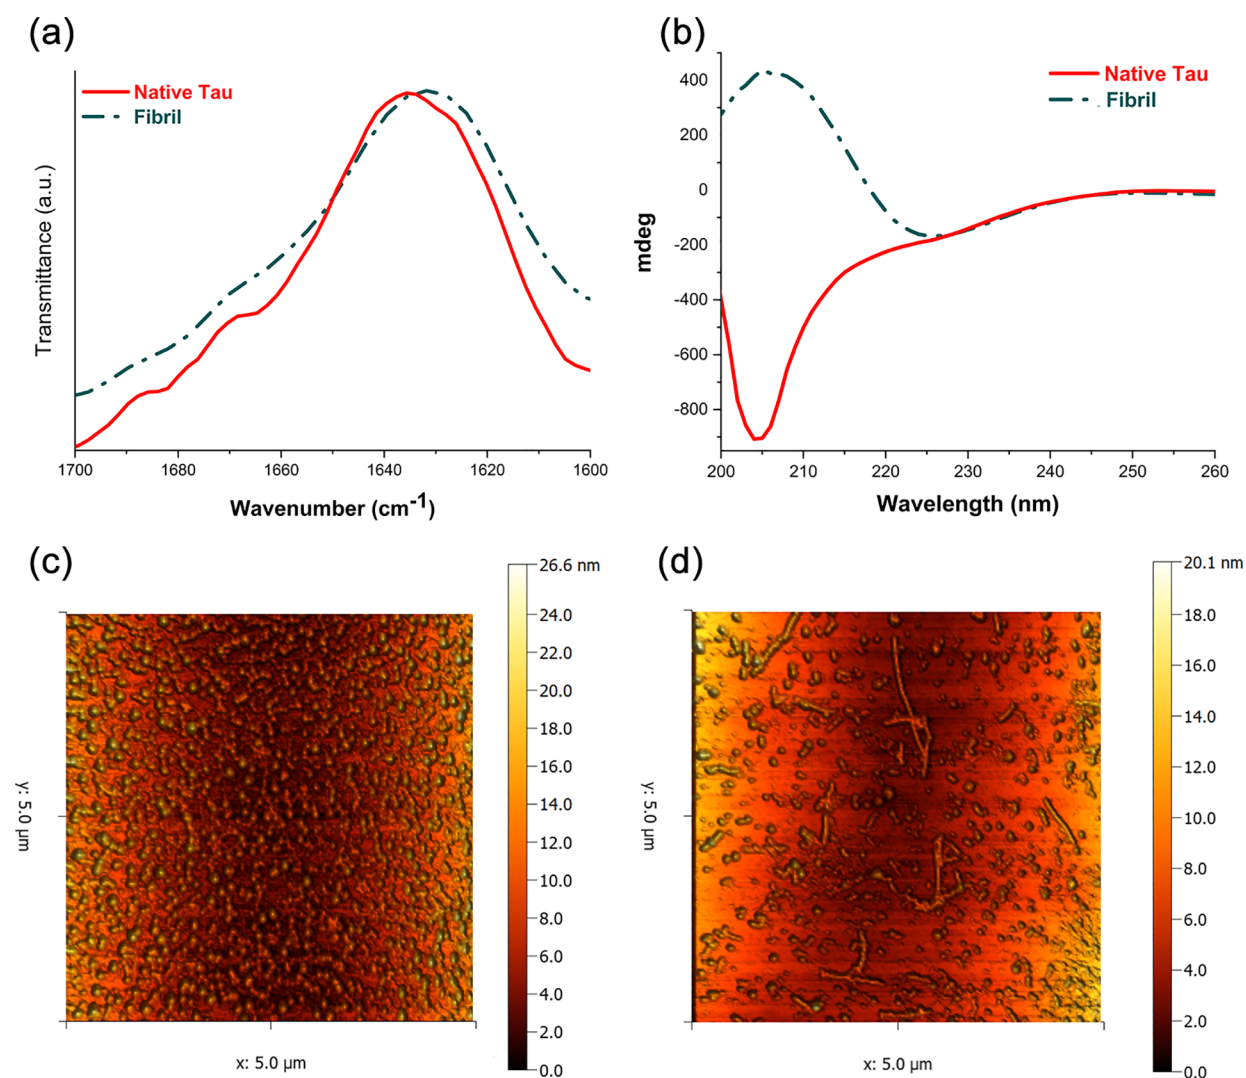 (a)
Native Tau
Fibril
Transmittance (a.u.)
1700
1680
1660
1640
1620
1600
Wavenumber (cm-1)
(b)
Native Tau
Fibril
400
200
0
-200
-400
-600
-800
mdeg
200
210
220
230
240
250
260
Wavelength (nm)
(c)
26.6 nm
24.0
22.0
20.0
18.0
16.0
14.0
12.0
10.0
8.0
6.0
4.0
2.0
0.0
y: 5.0 µm
x: 5.0 µm
(d)
20.1 nm
18.0
16.0
14.0
12.0
10.0
8.0
6.0
4.0
2.0
0.0
y: 5.0 µm
x: 5.0 µm